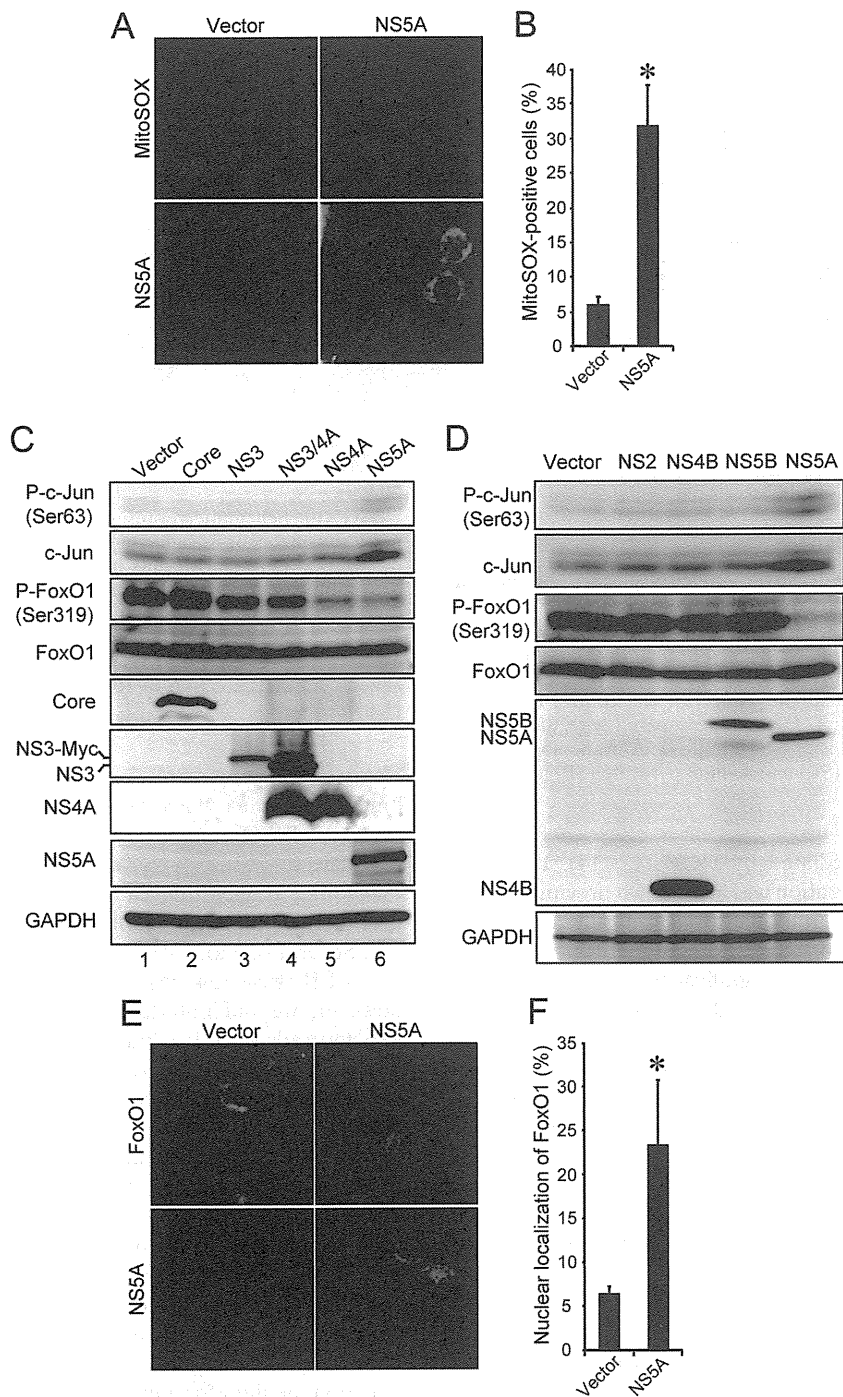 A
Vector
NS5A
MitoSOX
NS5A
B
MitoSOX-positive cells (%)
40
35
30
25
20
15
10
5
0
*
Vector
NS5A
C
Vector
Core
NS3
NS3/4A
NS4A
NS5A
P-c-Jun
(Ser63)
c-Jun
P-FoxO1
(Ser319)
FoxO1
Core
NS3-Myc
NS3
NS4A
NS5A
GAPDH
1 2 3 4 5 6
D
Vector NS2 NS4B NS5B NS5A
P-c-Jun
(Ser63)
c-Jun
P-FoxO1
(Ser319)
FoxO1
NS5B
NS5A
NS4B
GAPDH
E
Vector
NS5A
FoxO1
NS5A
F
Nuclear localization of FoxO1 (%)
35
30
25
20
15
10
5
0
*
Vector
NS5A